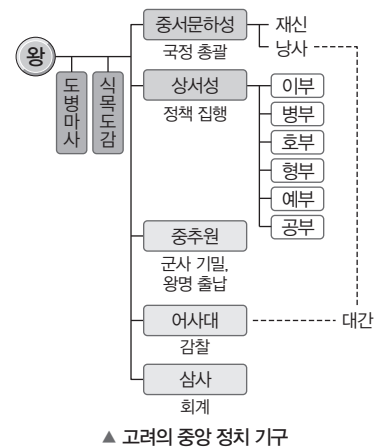 왕
도병마사
식목도감
중서문하성
국정 총괄
재신
낭사
상서성
정책 집행
이부
병부
호부
형부
예부
공부
중추원
군사 기밀,
왕명 출납
어사대
감찰
대간
삼사
회계
▲ 고려의 중앙 정치 기구